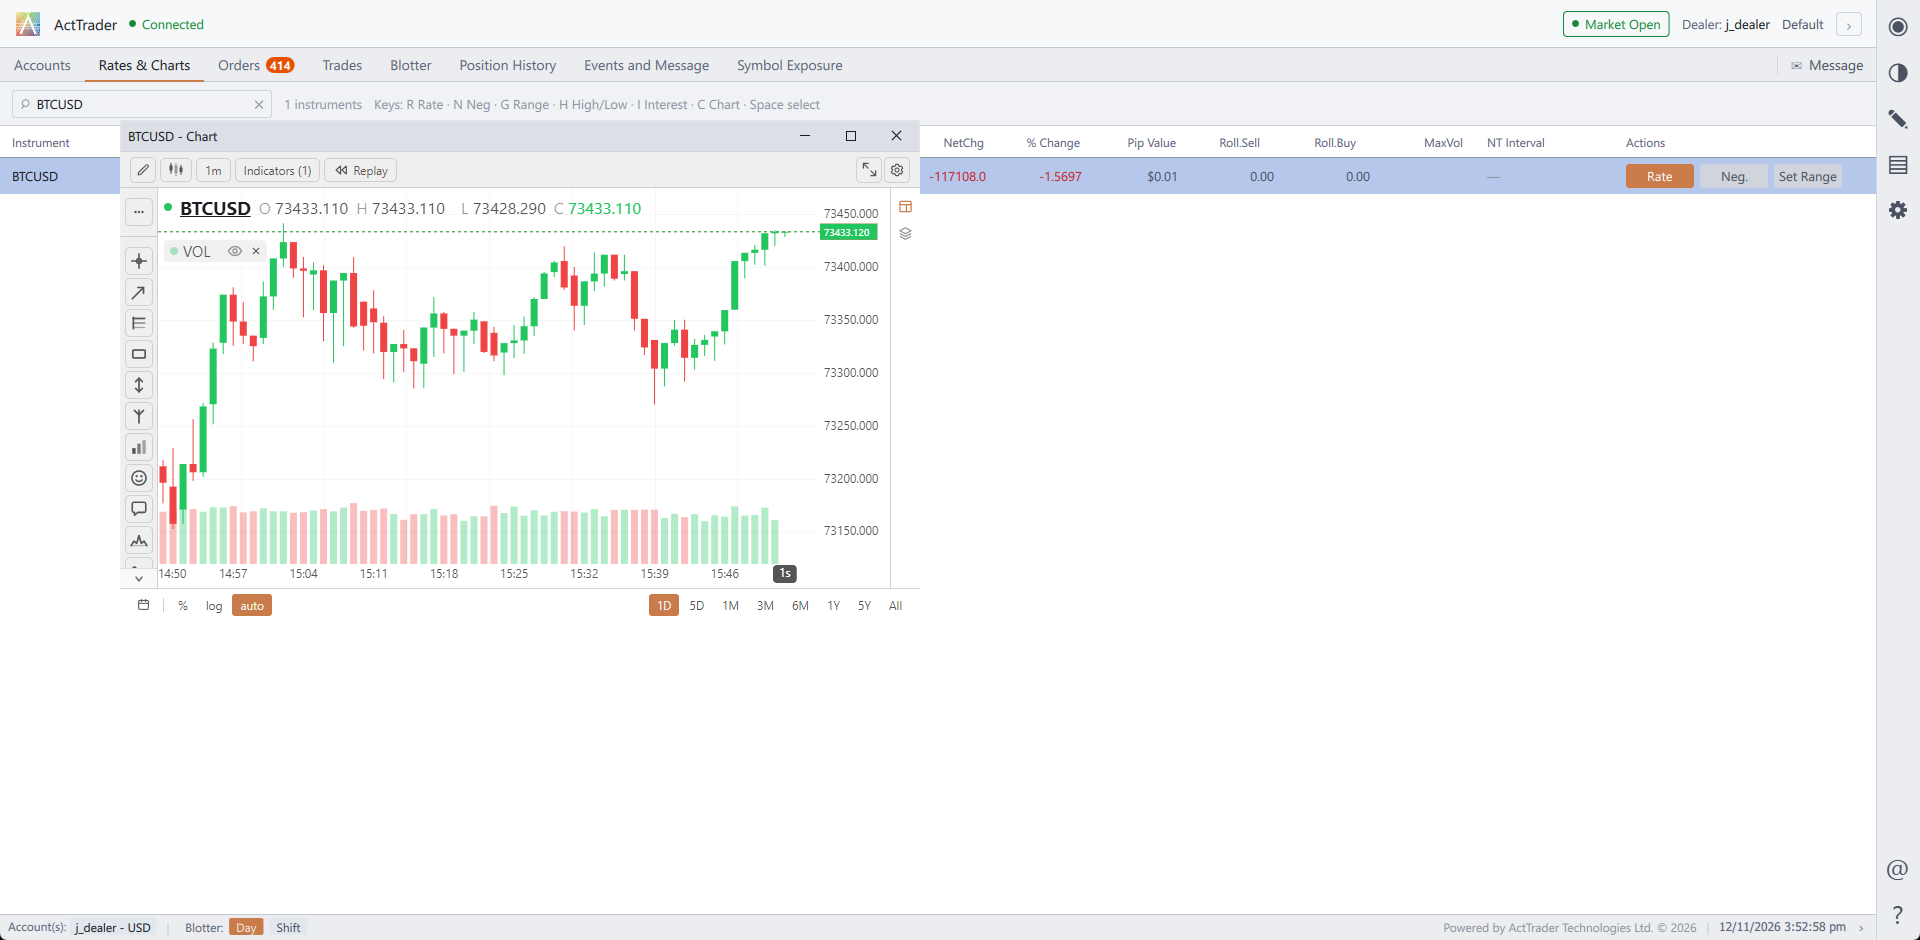 ActTrader Connected Market Open Dealer: j_dealer Default
Accounts Rates & Charts Orders 414 Trades Blotter Position History Events and Message Symbol Exposure Message
BTCUSD 1 instruments Keys: R Rate · N Neg · G Range · H High/Low · I Interest · C Chart · Space select
Instrument BTCUSD - Chart NetChg % Change Pip Value Roll.Sell Roll.Buy MaxVol NT Interval Actions
BTCUSD 1m Indicators (1) Replay -117108.0 -1.5697 $0.01 0.00 0.00 — Rate Neg. Set Range
BTCUSD O 73433.110 H 73433.110 L 73428.290 C 73433.110
73450.000
73433.120
VOL
73400.000
73350.000
73300.000
73250.000
73200.000
73150.000
14:50 14:57 15:04 15:11 15:18 15:25 15:32 15:39 15:46 1s
% log auto 1D 5D 1M 3M 6M 1Y 5Y All
Account(s): j_dealer - USD Blotter: Day Shift Powered by ActTrader Technologies Ltd. © 2026 12/11/2026 3:52:58 pm